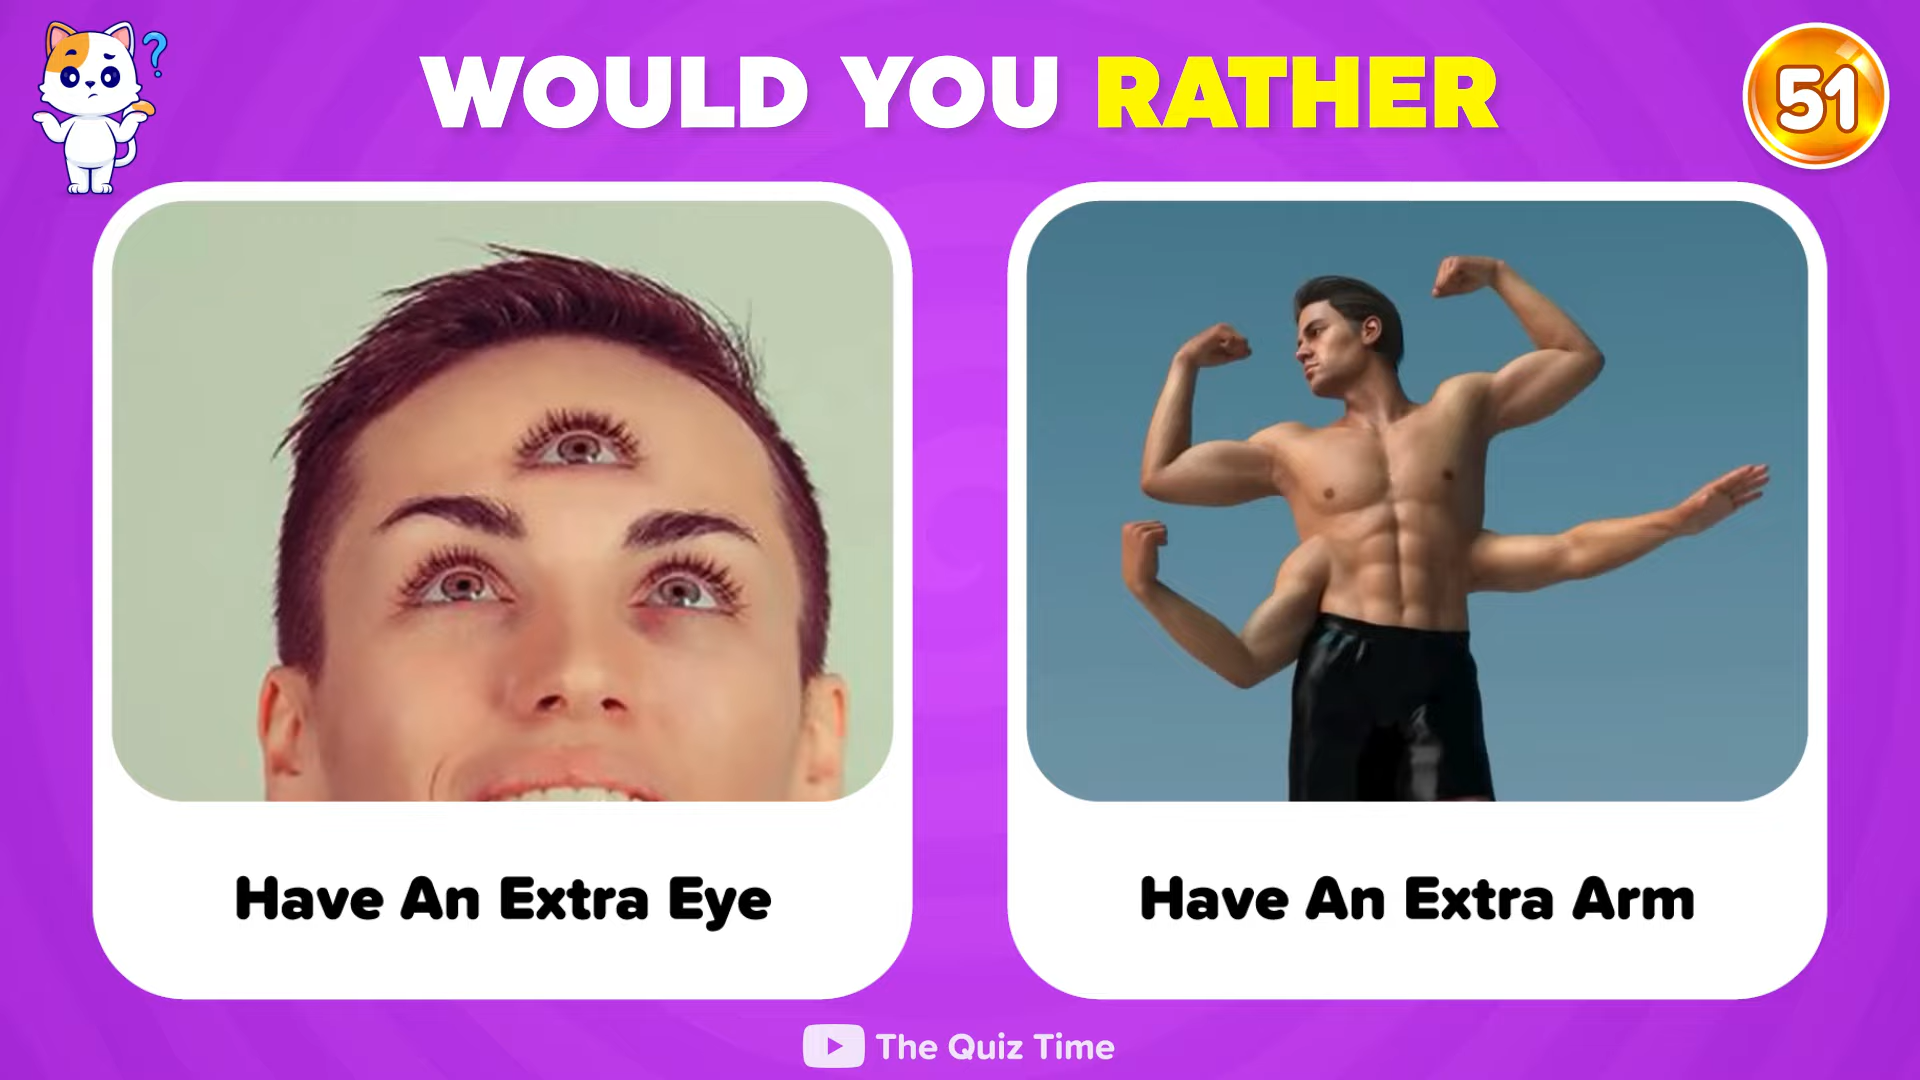 WOULD YOU RATHER
51
Have An Extra Eye
Have An Extra Arm
The Quiz Time